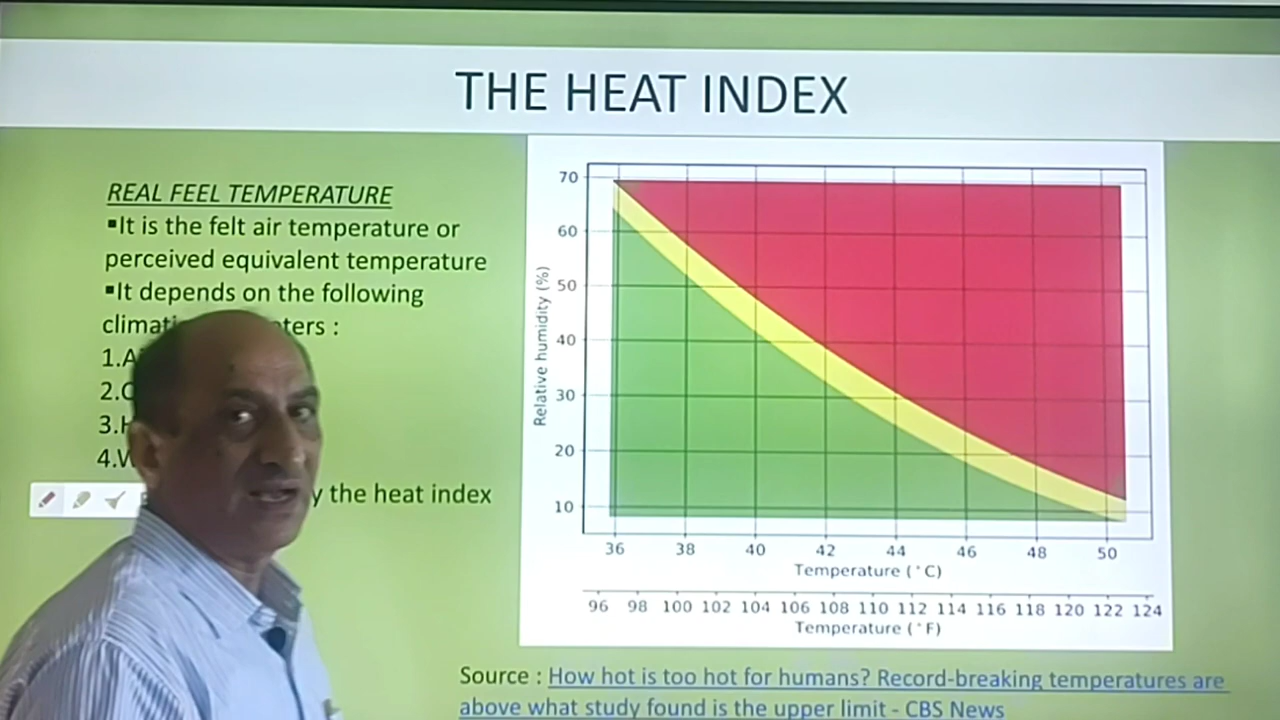 THE HEAT INDEX
REAL FEEL TEMPERATURE
▪It is the felt air temperature or
perceived equivalent temperature
▪It depends on the following
:
1.
2.
3.
4.
the heat index
70
60
50
40
30
20
10
Relative humidity (%)
36 38 40 42 44 46 48 50
Temperature (°C)
96 98 100 102 104 106 108 110 112 114 116 118 120 122 124
Temperature (°F)
Source : How hot is too hot for humans? Record-breaking temperatures are
above what study found is the upper limit - CBS News